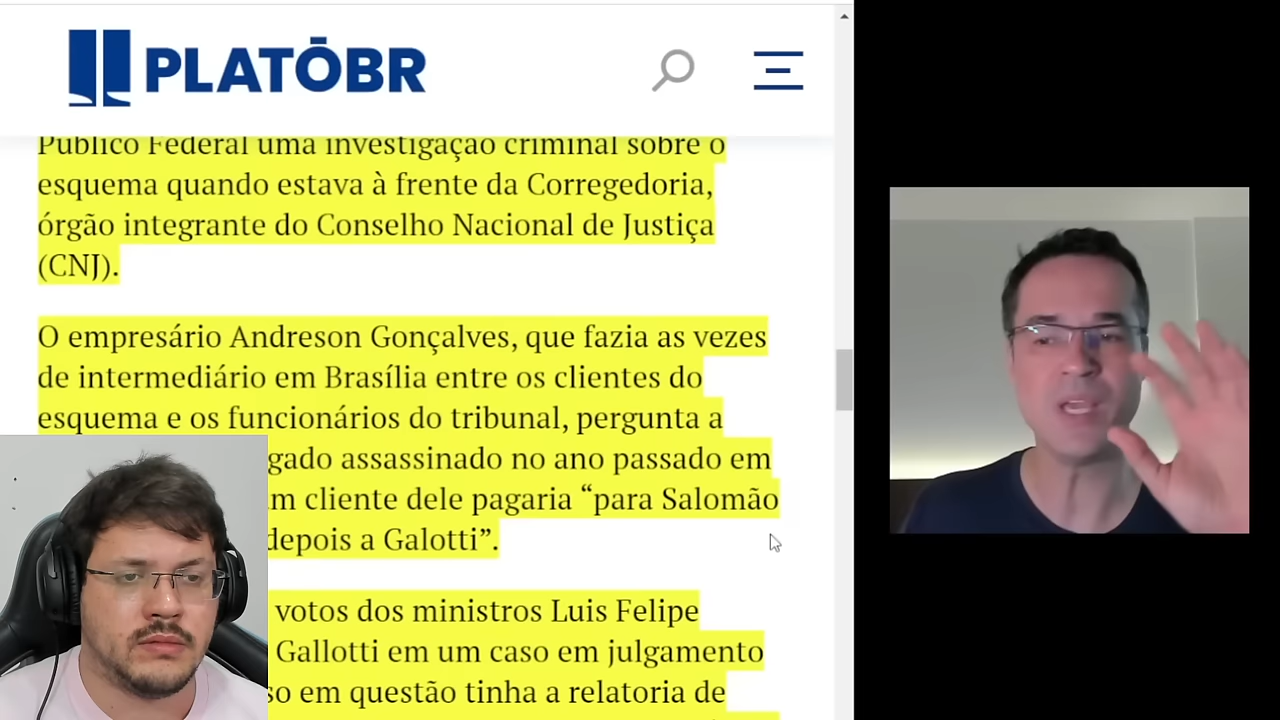 PLATŌBR
Público Federal uma investigação criminal sobre o
esquema quando estava à frente da Corregedoria,
órgão integrante do Conselho Nacional de Justiça
(CNJ).
O empresário Andreson Gonçalves, que fazia as vezes
de intermediário em Brasília entre os clientes do
esquema e os funcionários do tribunal, pergunta a
gado assassinado no ano passado em
m cliente dele pagaria “para Salomão
depois a Galotti”.
votos dos ministros Luis Felipe
Gallotti em um caso em julgamento
so em questão tinha a relatoria de